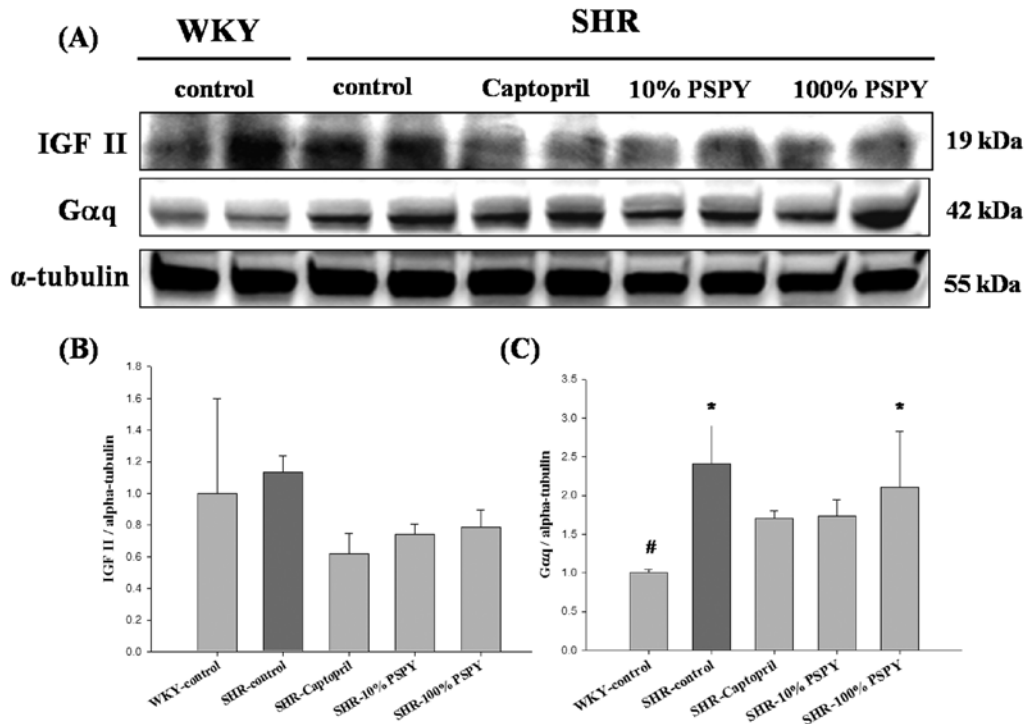 (A)
WKY
SHR
control
control
Captopril
10% PSPY
100% PSPY
IGF II
19 kDa
Gαq
42 kDa
α-tubulin
55 kDa
(B)
IGF II / alpha-tubulin
1.8
1.6
1.4
1.2
1.0
0.8
0.6
0.4
0.2
0.0
WKY-control
SHR-control
SHR-Captopril
SHR-10% PSPY
SHR-100% PSPY
(C)
Gαq / alpha-tubulin
3.5
3.0
2.5
2.0
1.5
1.0
0.5
0.0
#
*
*
WKY-control
SHR-control
SHR-Captopril
SHR-10% PSPY
SHR-100% PSPY